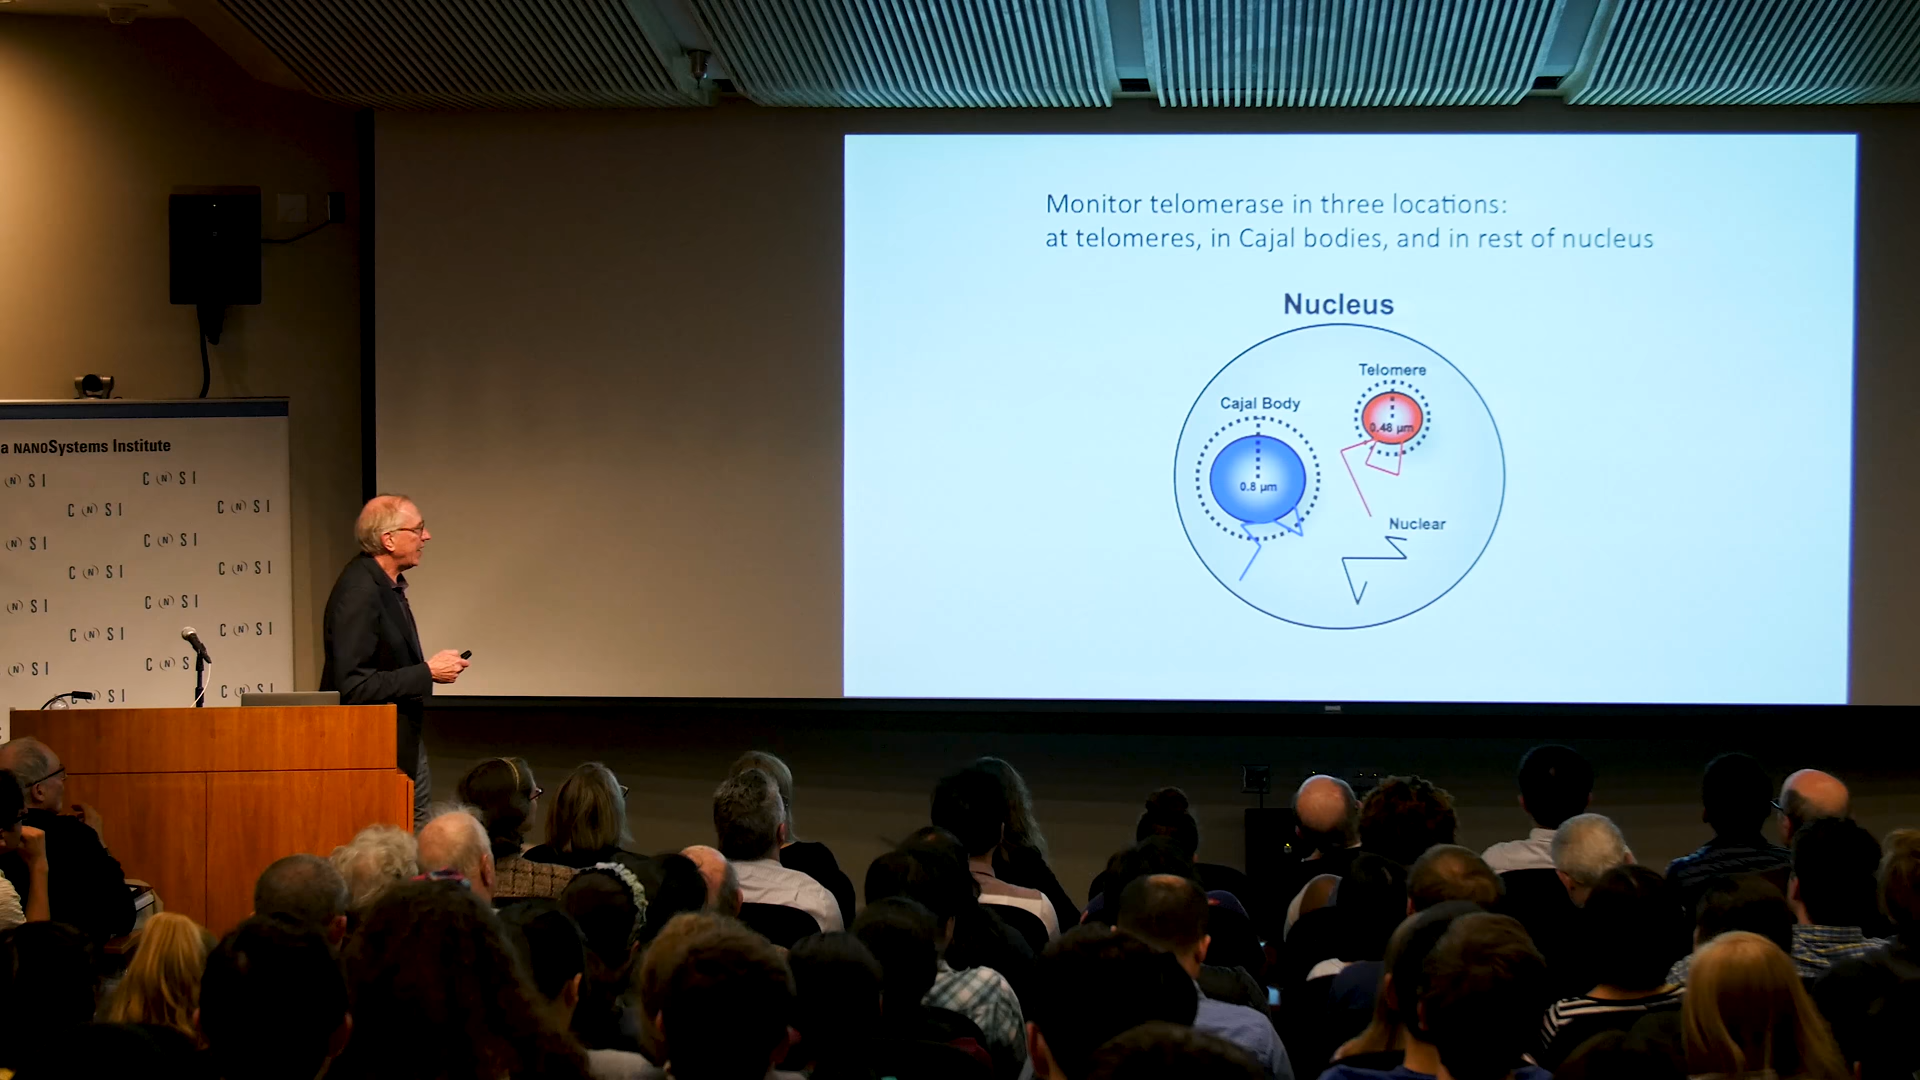 Monitor telomerase in three locations:
at telomeres, in Cajal bodies, and in rest of nucleus
Nucleus
Telomere
0.48 µm
Cajal Body
0.8 µm
Nuclear
a NANOSystems Institute
(N) S I
C (N) S I
C (N) S I
C (N) S I
(N) S I
C (N) S I
C (N) S I
C (N) S I
(N) S I
C (N) S I
C (N) S I
C (N) S I
(N) S I
C (N) S
C (N) S I
C (N) S I